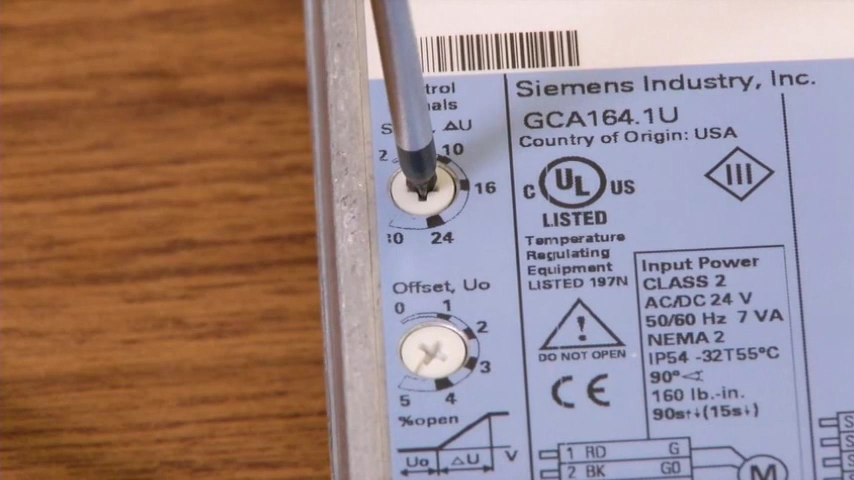 Siemens Industry, Inc.
GCA164.1U
Country of Origin: USA
ΔU
2
10
16
24
30
C UL US
LISTED
III
Temperature
Regulating
Equipment
LISTED 197N
Offset, Uo
0
1
2
3
4
5
DO NOT OPEN
CE
Input Power
CLASS 2
AC/DC 24 V
50/60 Hz 7 VA
NEMA 2
IP54 -32T55°C
90°
160 lb.-in.
90s↑↓(15s↓)
%open
Uo ΔU V
1 RD G
2 BK G0
M